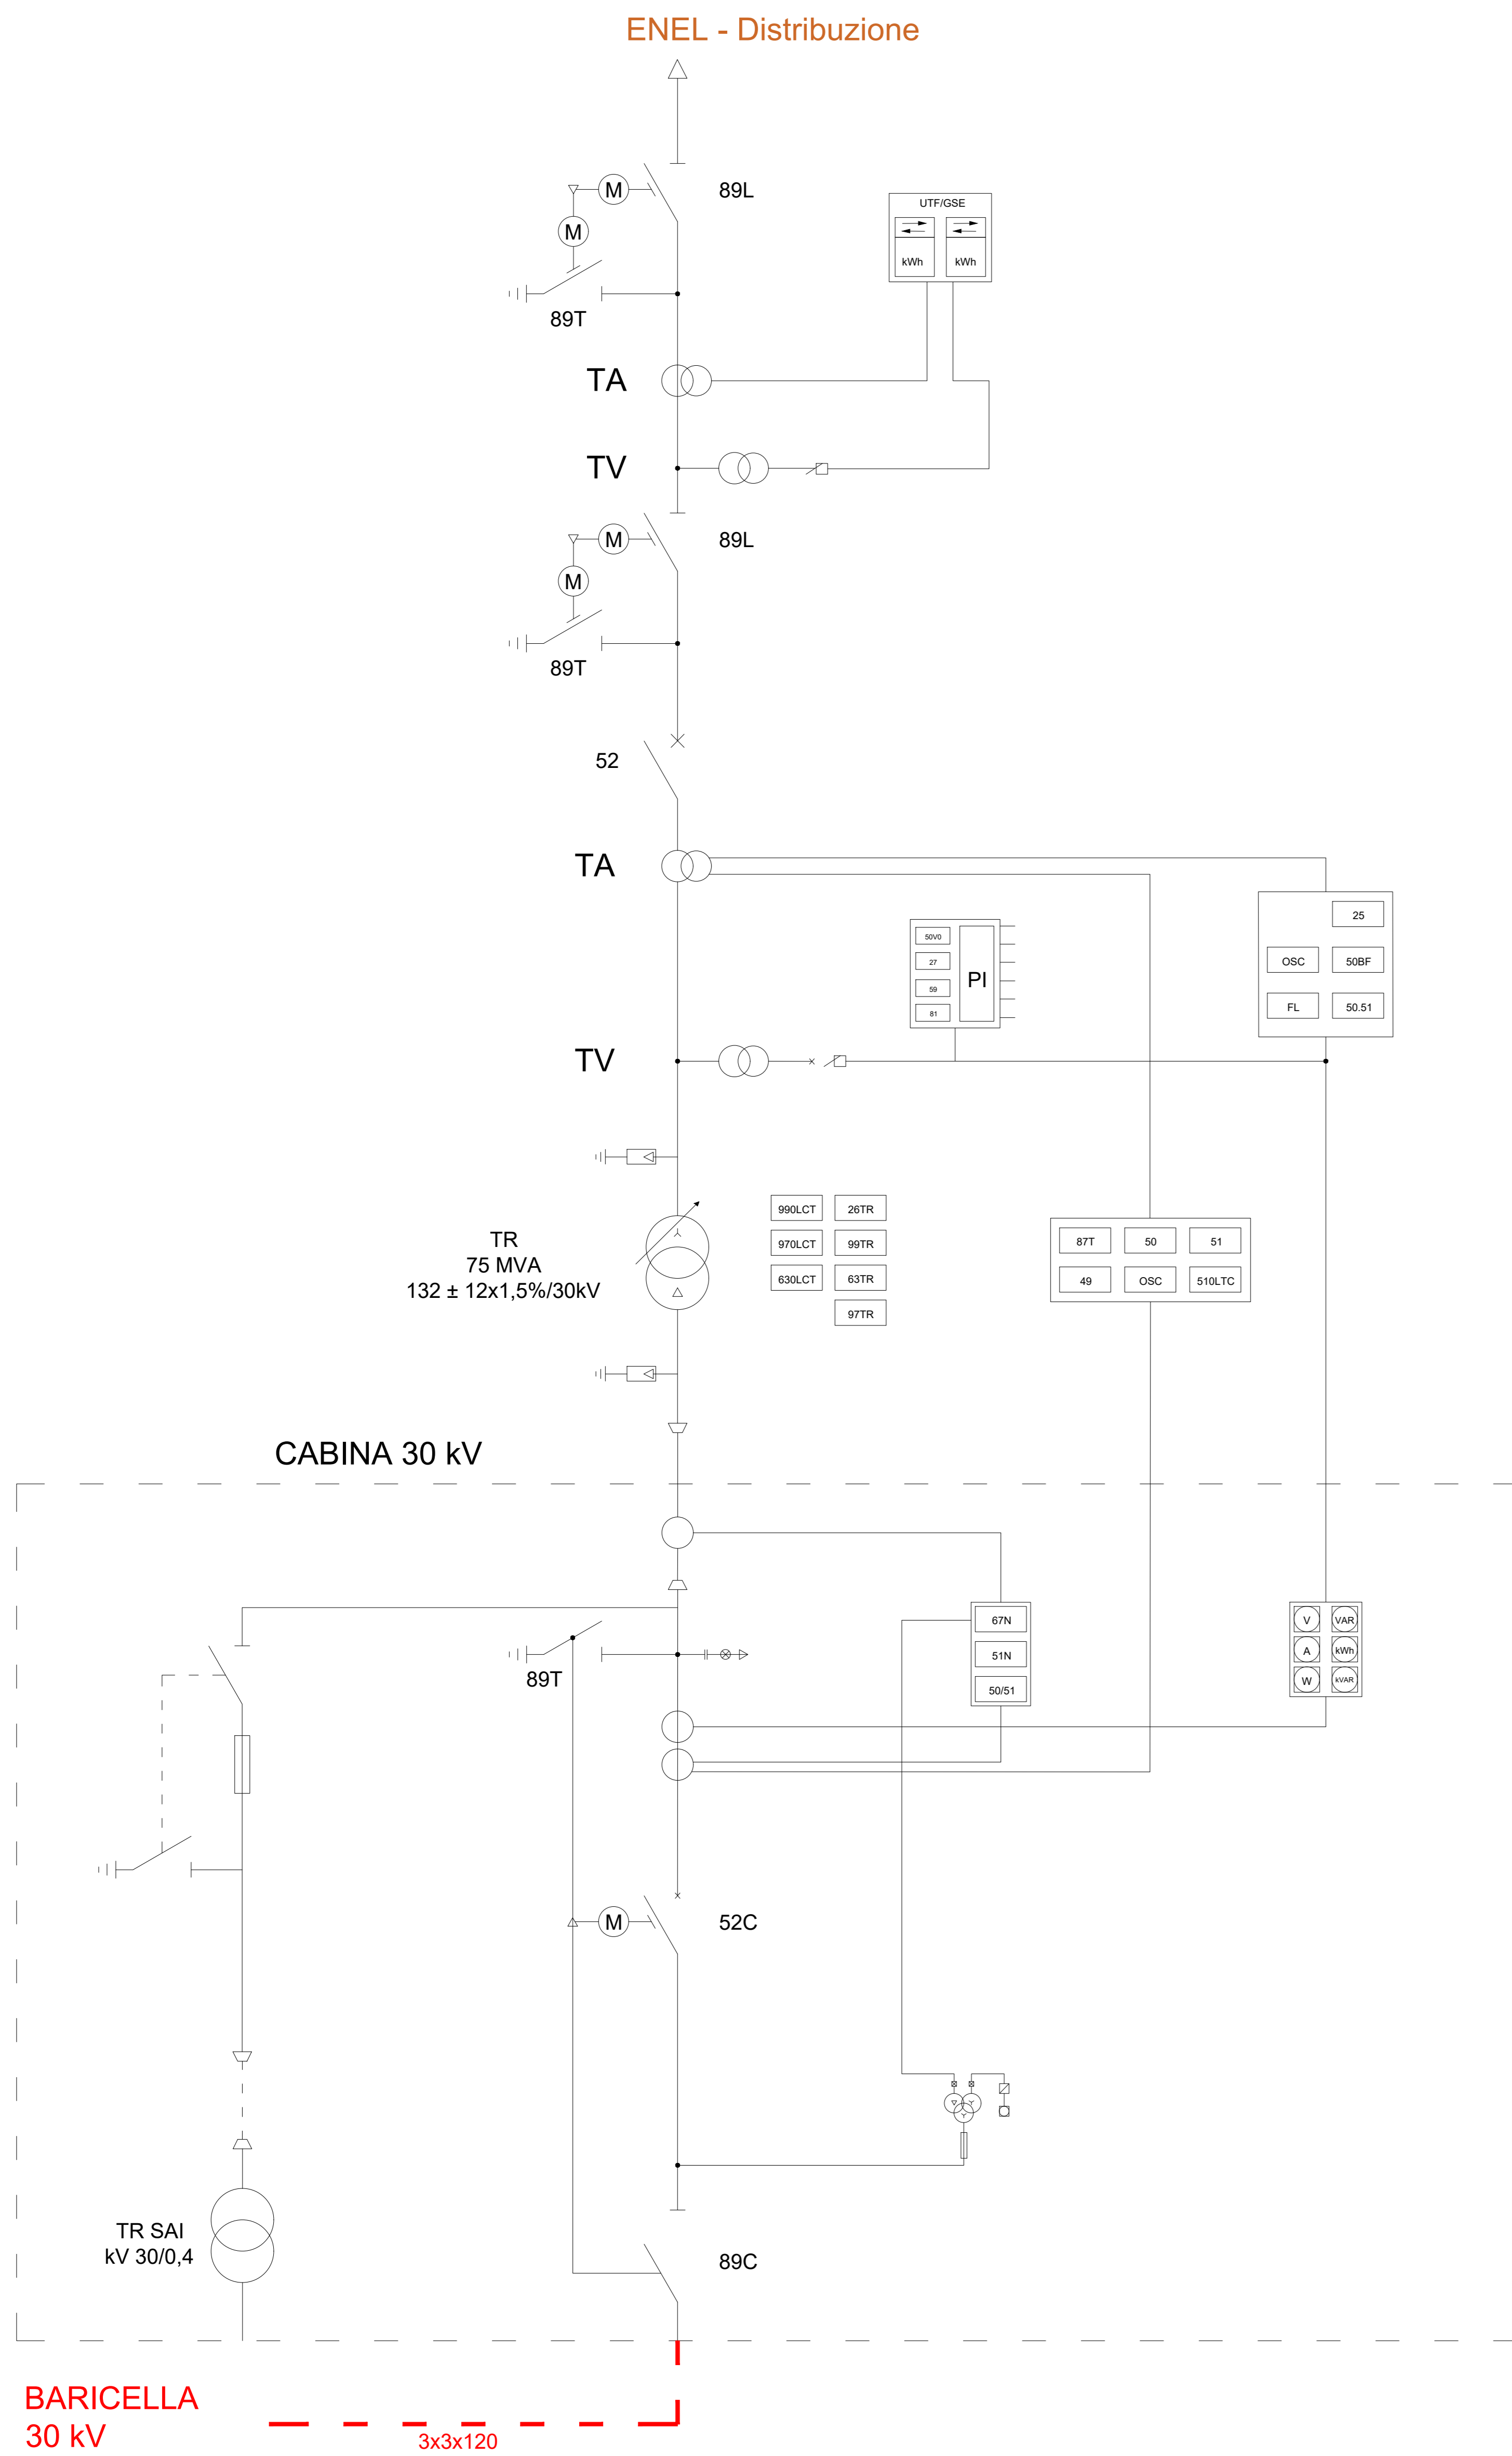 ENEL - Distribuzione
M
89L
M
89T
UTF/GSE
kWh
kWh
TA
TV
M
89L
M
89T
52
TA
25
OSC
50BF
FL
50.51
50V0
27
59
81
PI
TV
TR
75 MVA
132 ± 12x1,5%/30kV
990LCT
26TR
970LCT
99TR
630LCT
63TR
97TR
87T
50
51
49
OSC
510LTC
CABINA 30 kV
67N
51N
50/51
V
VAR
A
kWh
W
kVAR
89T
M
52C
TR SAI
kV 30/0,4
89C
BARICELLA
30 kV
3x3x120